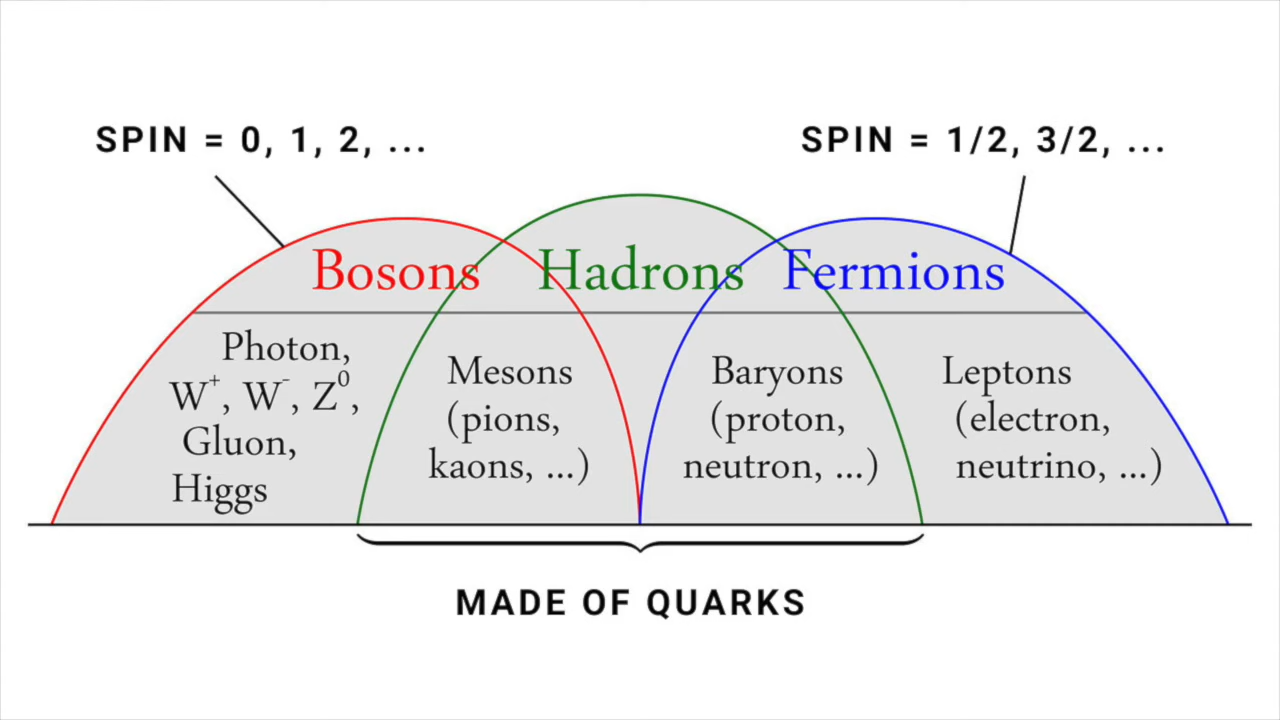 SPIN = 0, 1, 2, ...
SPIN = 1/2, 3/2, ...
Bosons
Hadrons
Fermions
Photon,
W⁺, W⁻, Z⁰,
Gluon,
Higgs
Mesons
(pions,
kaons, ...)
Baryons
(proton,
neutron, ...)
Leptons
(electron,
neutrino, ...)
MADE OF QUARKS